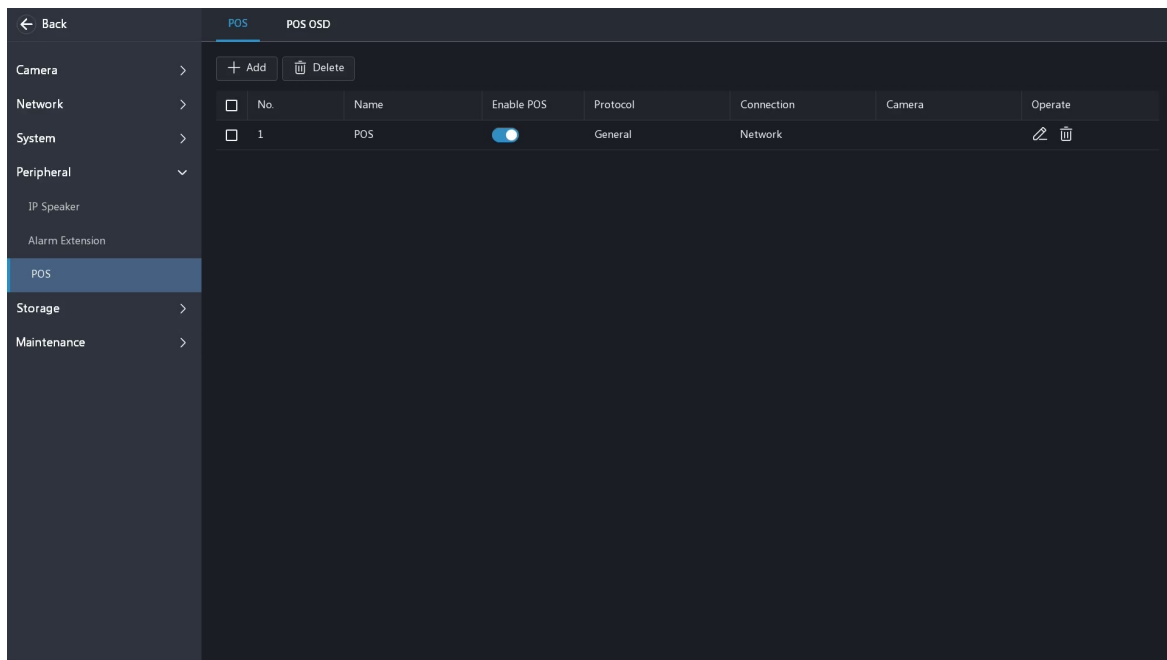 Back
POS POS OSD
Camera
Network
System
Peripheral
IP Speaker
Alarm Extension
POS
Storage
Maintenance
Add Delete
No. Name Enable POS Protocol Connection Camera Operate
1 POS General Network